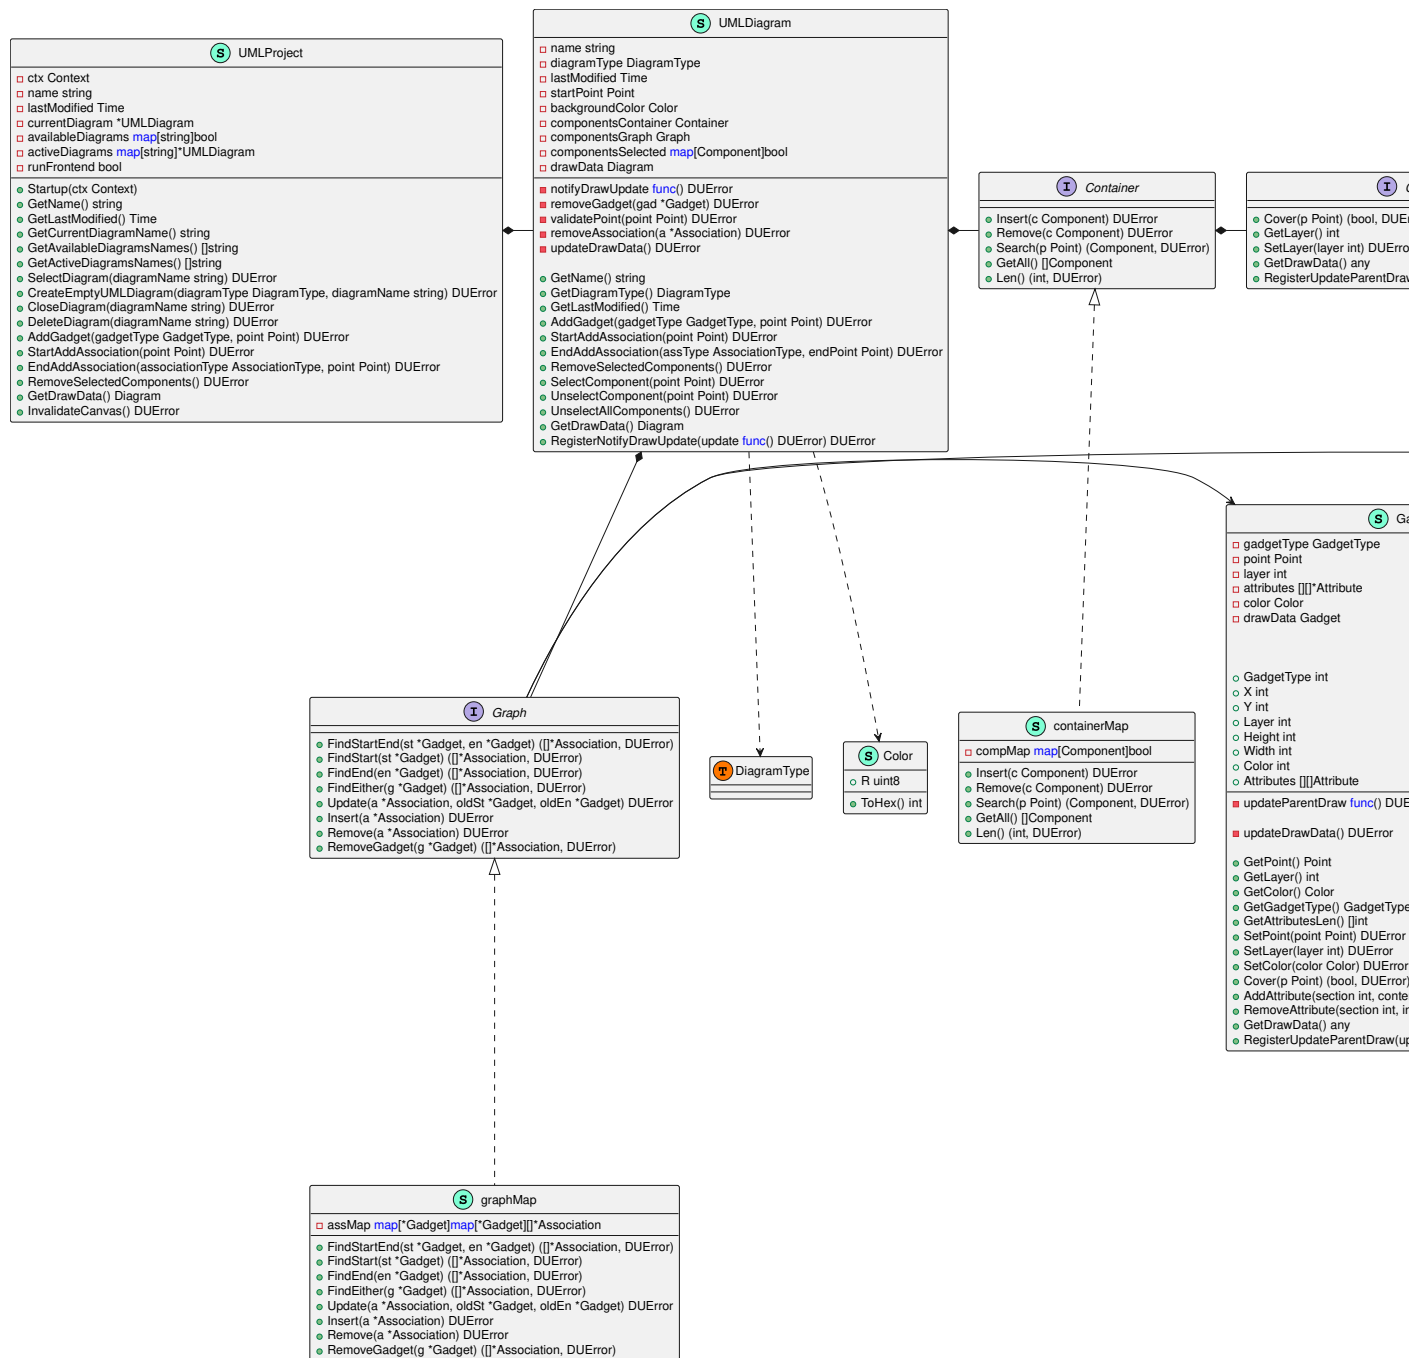 S UMLProject
ctx Context
name string
lastModified Time
currentDiagram *UMLDiagram
availableDiagrams map[string]bool
activeDiagrams map[string]*UMLDiagram
runFrontend bool
Startup(ctx Context)
GetName() string
GetLastModified() Time
GetCurrentDiagramName() string
GetAvailableDiagramsNames() []string
GetActiveDiagramsNames() []string
SelectDiagram(diagramName string) DUError
CreateEmptyUMLDiagram(diagramType DiagramType, diagramName string) DUError
CloseDiagram(diagramName string) DUError
DeleteDiagram(diagramName string) DUError
AddGadget(gadgetType GadgetType, point Point) DUError
StartAddAssociation(point Point) DUError
EndAddAssociation(associationType AssociationType, point Point) DUError
RemoveSelectedComponents() DUError
GetDrawData() Diagram
InvalidateCanvas() DUError
S UMLDiagram
name string
diagramType DiagramType
lastModified Time
startPoint Point
backgroundColor Color
componentsContainer Container
componentsGraph Graph
componentsSelected map[Component]bool
drawData Diagram
notifyDrawUpdate func() DUError
removeGadget(gad *Gadget) DUError
validatePoint(point Point) DUError
removeAssociation(a *Association) DUError
updateDrawData() DUError
GetName() string
GetDiagramType() DiagramType
GetLastModified() Time
AddGadget(gadgetType GadgetType, point Point) DUError
StartAddAssociation(point Point) DUError
EndAddAssociation(assType AssociationType, endPoint Point) DUError
RemoveSelectedComponents() DUError
SelectComponent(point Point) DUError
UnselectComponent(point Point) DUError
UnselectAllComponents() DUError
GetDrawData() Diagram
RegisterNotifyDrawUpdate(update func() DUError) DUError
I Container
Insert(c Component) DUError
Remove(c Component) DUError
Search(p Point) (Component, DUError)
GetAll() []Component
Len() (int, DUError)
I
Cover(p Point) (bool, DUEr
GetLayer() int
SetLayer(layer int) DUError
GetDrawData() any
RegisterUpdateParentDraw
S Ga
gadgetType GadgetType
point Point
layer int
attributes [][]*Attribute
color Color
drawData Gadget
GadgetType int
X int
Y int
Layer int
Height int
Width int
Color int
Attributes [][]Attribute
updateParentDraw func() DUE
updateDrawData() DUError
GetPoint() Point
GetLayer() int
GetColor() Color
GetGadgetType() GadgetType
GetAttributesLen() []int
SetPoint(point Point) DUError
SetLayer(layer int) DUError
SetColor(color Color) DUError
Cover(p Point) (bool, DUError)
AddAttribute(section int, conte
RemoveAttribute(section int, in
GetDrawData() any
RegisterUpdateParentDraw(up
I Graph
FindStartEnd(st *Gadget, en *Gadget) ([]*Association, DUError)
FindStart(st *Gadget) ([]*Association, DUError)
FindEnd(en *Gadget) ([]*Association, DUError)
FindEither(g *Gadget) ([]*Association, DUError)
Update(a *Association, oldSt *Gadget, oldEn *Gadget) DUError
Insert(a *Association) DUError
Remove(a *Association) DUError
RemoveGadget(g *Gadget) ([]*Association, DUError)
T DiagramType
S Color
R uint8
ToHex() int
S containerMap
compMap map[Component]bool
Insert(c Component) DUError
Remove(c Component) DUError
Search(p Point) (Component, DUError)
GetAll() []Component
Len() (int, DUError)
S graphMap
assMap map[*Gadget]map[*Gadget][]*Association
FindStartEnd(st *Gadget, en *Gadget) ([]*Association, DUError)
FindStart(st *Gadget) ([]*Association, DUError)
FindEnd(en *Gadget) ([]*Association, DUError)
FindEither(g *Gadget) ([]*Association, DUError)
Update(a *Association, oldSt *Gadget, oldEn *Gadget) DUError
Insert(a *Association) DUError
Remove(a *Association) DUError
RemoveGadget(g *Gadget) ([]*Association, DUError)